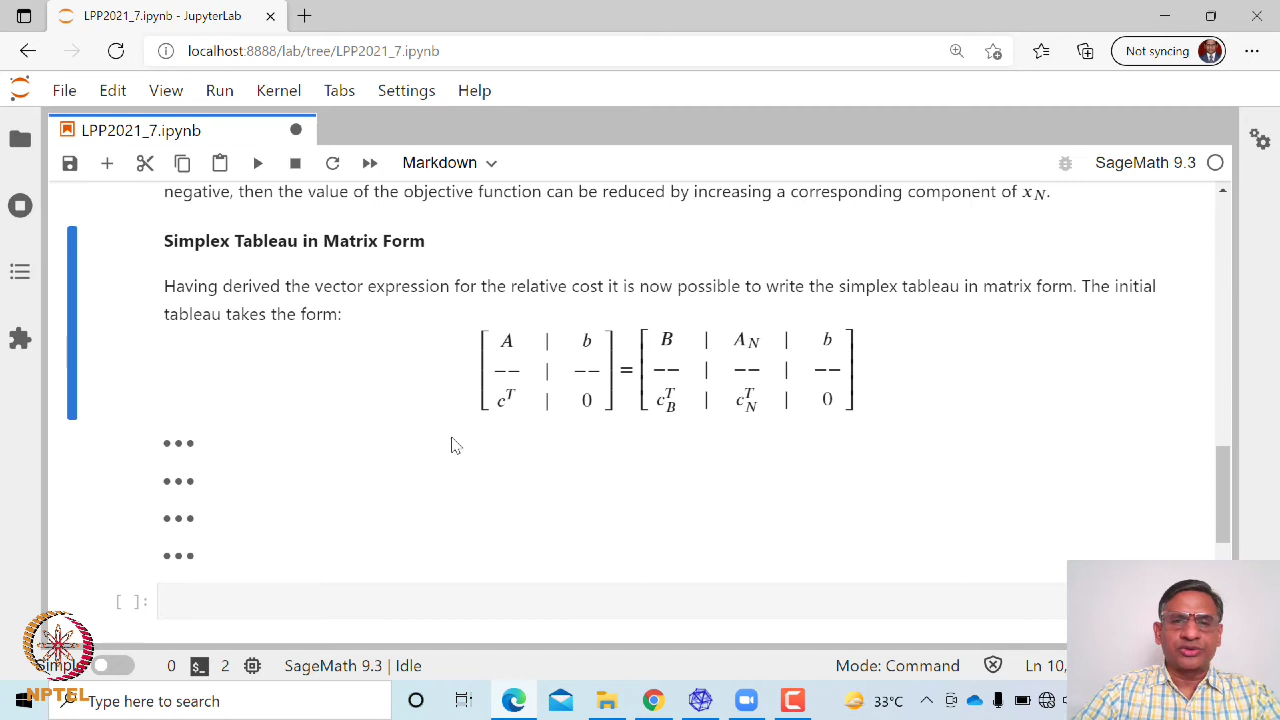 LPP2021_7.ipynb - JupyterLab
localhost:8888/lab/tree/LPP2021_7.ipynb
Not syncing
File Edit View Run Kernel Tabs Settings Help
LPP2021_7.ipynb
Markdown
SageMath 9.3
negative, then the value of the objective function can be reduced by increasing a corresponding component of x_N.
Simplex Tableau in Matrix Form
Having derived the vector expression for the relative cost it is now possible to write the simplex tableau in matrix form. The initial
tableau takes the form:
[ A | b ] = [ B | A_N | b ]
[ -- | -- ] = [ -- | -- | -- ]
[ c^T | 0 ] = [ c_B^T | c_N^T | 0 ]
[ ]:
Simple 0 2 SageMath 9.3 | Idle Mode: Command Ln 10,
NPTEL
Type here to search
33°C